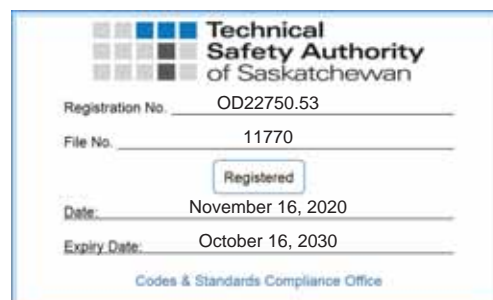 Technical
Safety Authority
of Saskatchewan
Registration No. OD22750.53
File No. 11770
Registered
Date: November 16, 2020
Expiry Date: October 16, 2030
Codes & Standards Compliance Office